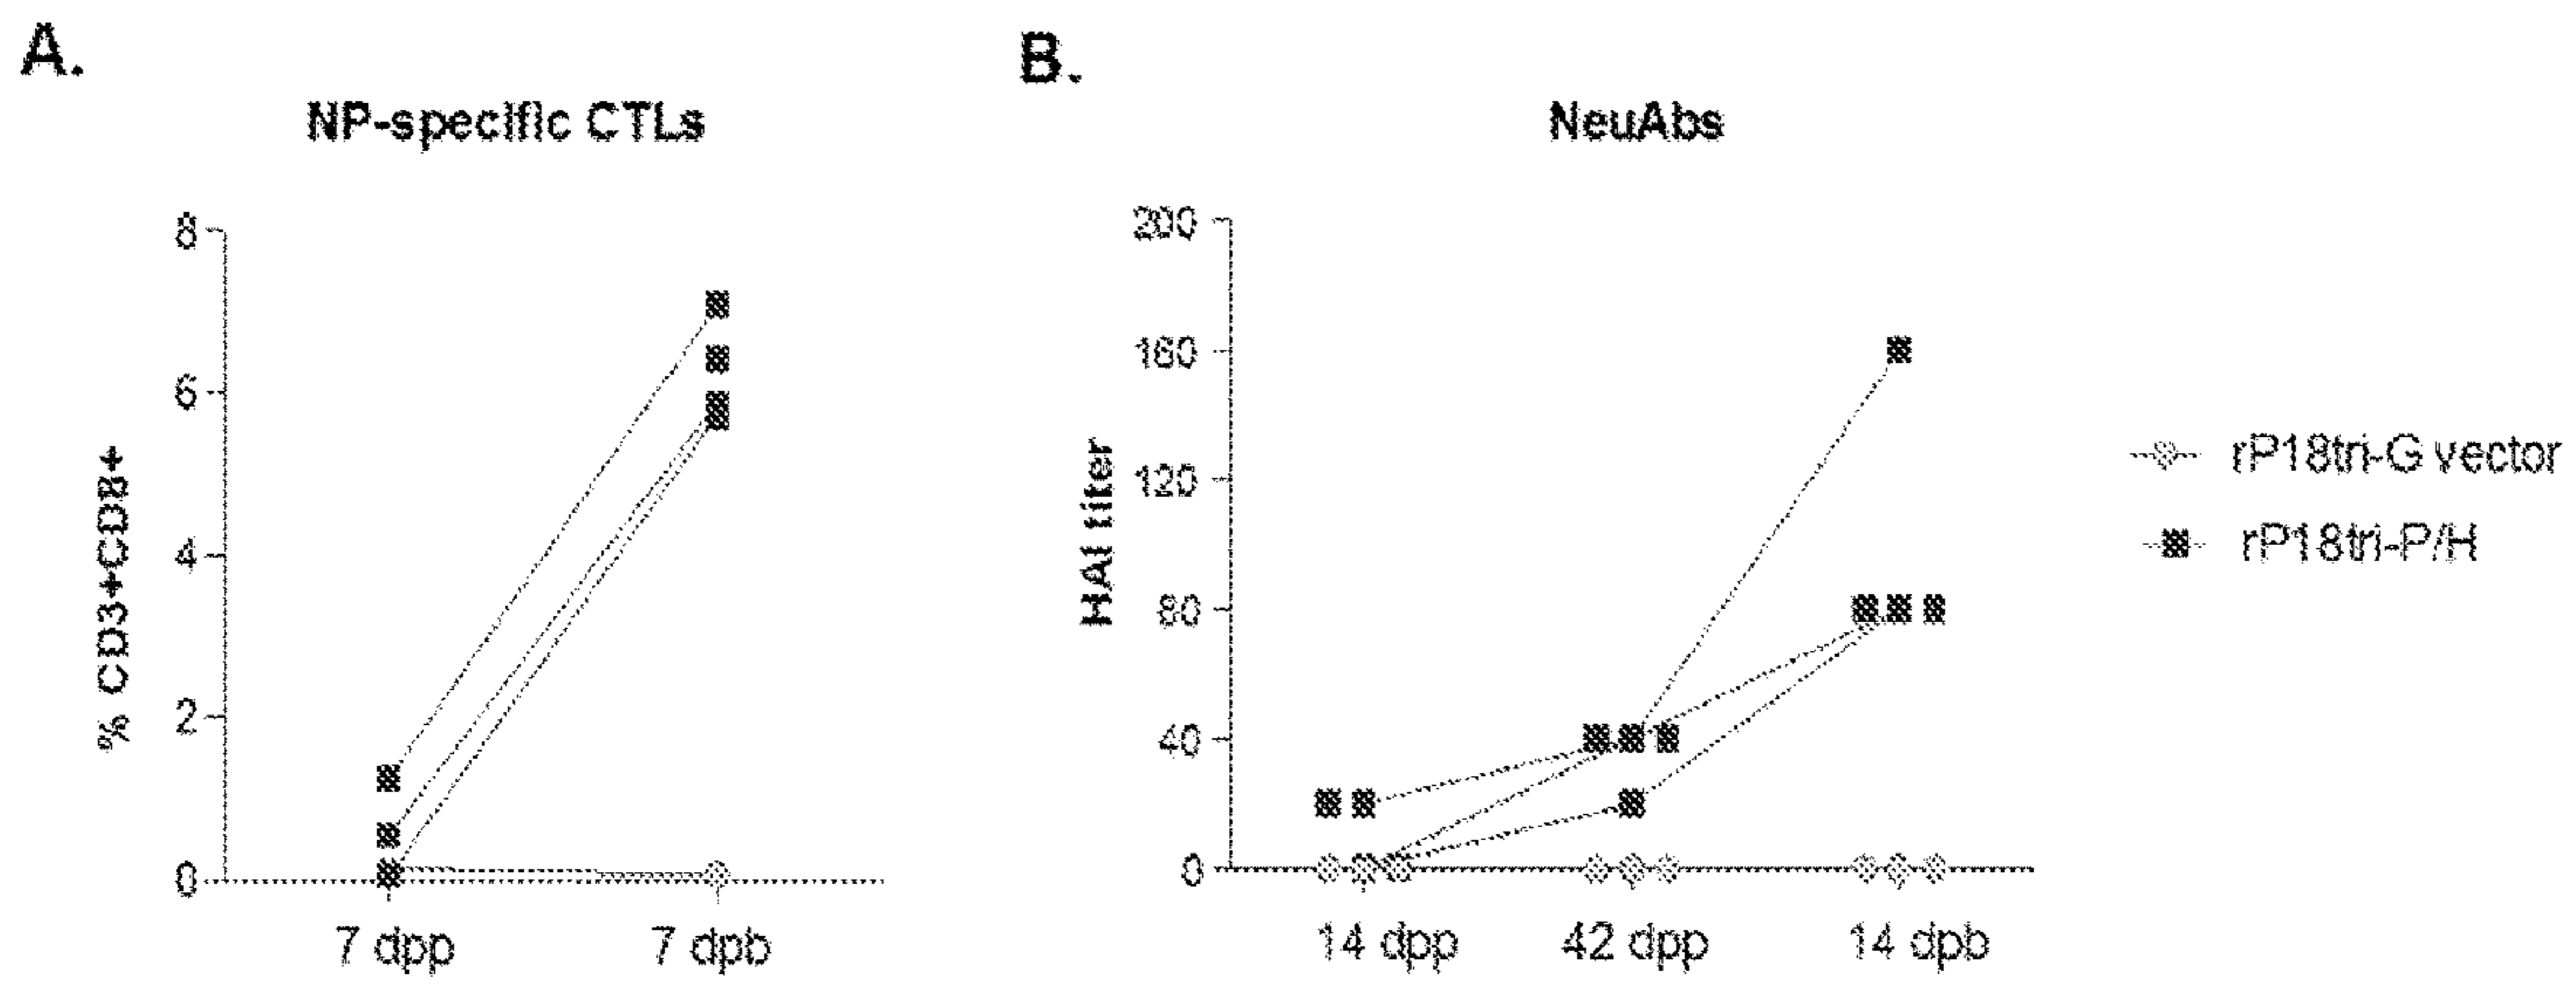 A.
NP-specific CTLs
8
6
4
2
0
% CD3+CD8+
7 dpp
7 dpb
B.
NeuAbs
200
160
120
80
40
0
HAI titer
14 dpp
42 dpp
14 dpb
rP18tri-G vector
rP18tri-P/H